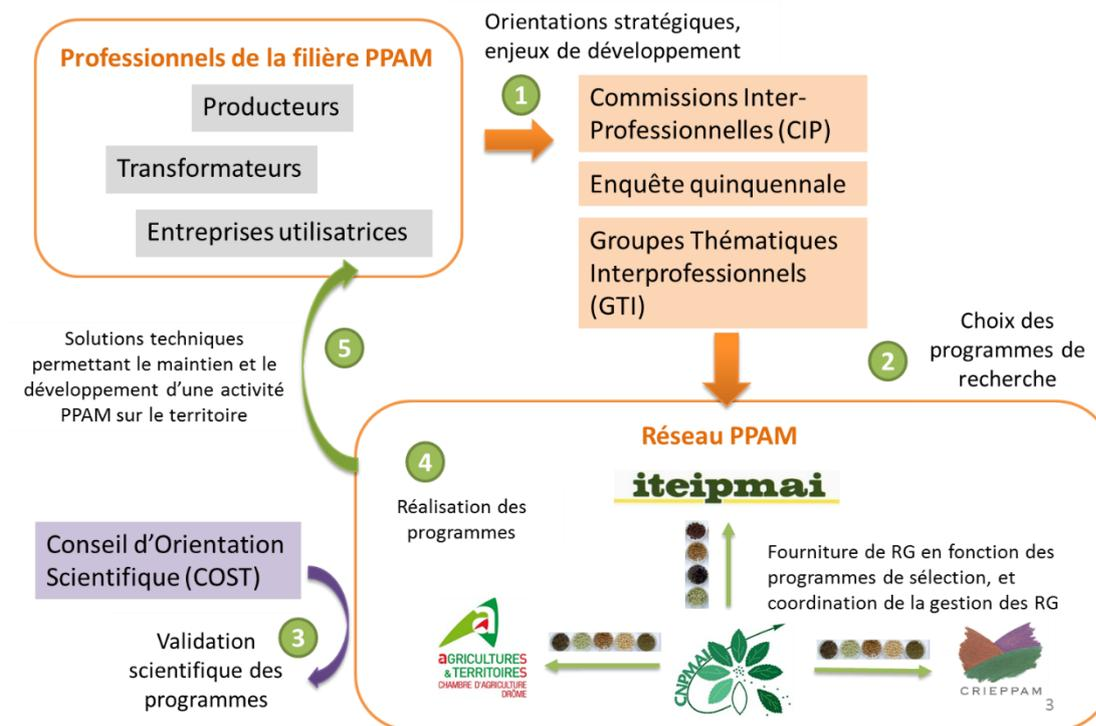 Professionnels de la filière PPAM
Producteurs
Transformateurs
Entreprises utilisatrices
Orientations stratégiques,
enjeux de développement
1
Commissions Inter-
Professionnelles (CIP)
Enquête quinquennale
Groupes Thématiques
Interprofessionnels
(GTI)
2
Choix des
programmes de
recherche
5
Solutions techniques
permettant le maintien et le
développement d'une activité
PPAM sur le territoire
Réseau PPAM
iteipmai
4
Réalisation des
programmes
Fourniture de RG en fonction des
programmes de sélection, et
coordination de la gestion des RG
Conseil d'Orientation
Scientifique (COST)
3
Validation
scientifique des
programmes
a
AGRICULTURES
& TERRITOIRES
CHAMBRE D'AGRICULTURE
DRÔME
CNPMAI
CRIEPPAM
3